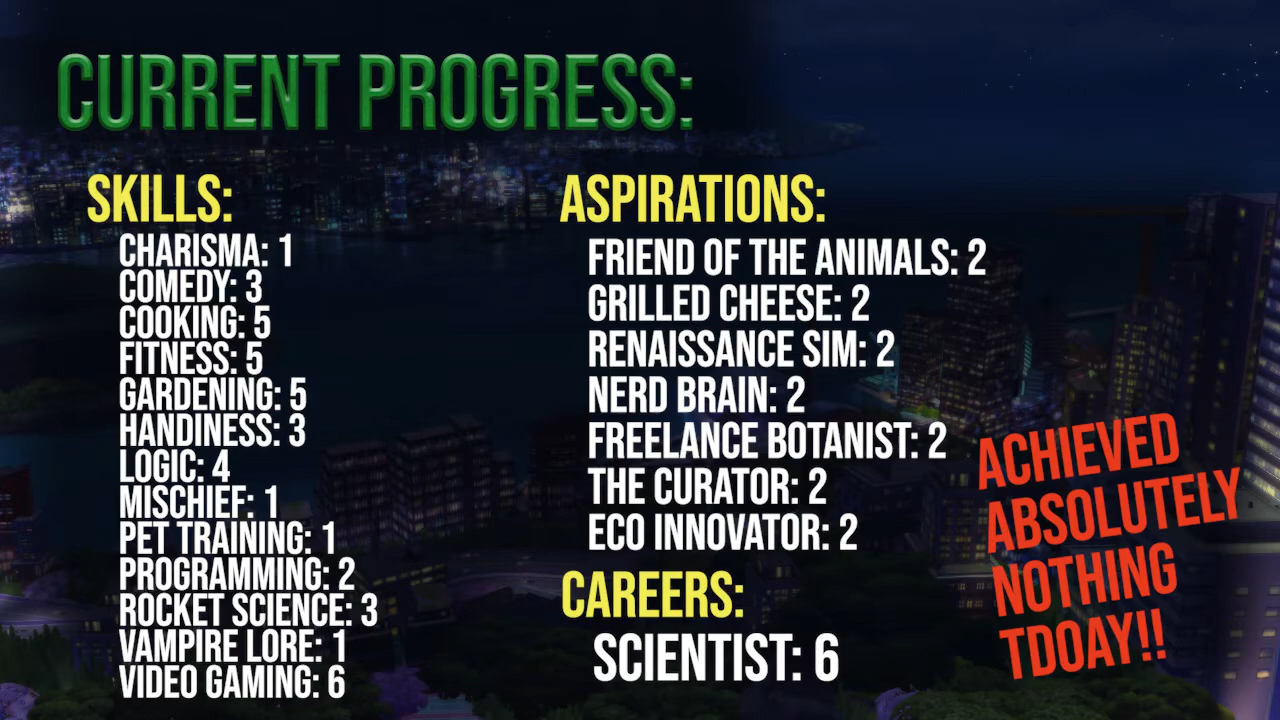 CURRENT PROGRESS:
SKILLS:
CHARISMA: 1
COMEDY: 3
COOKING: 5
FITNESS: 5
GARDENING: 5
HANDINESS: 3
LOGIC: 4
MISCHIEF: 1
PET TRAINING: 1
PROGRAMMING: 2
ROCKET SCIENCE: 3
VAMPIRE LORE: 1
VIDEO GAMING: 6
ASPIRATIONS:
FRIEND OF THE ANIMALS: 2
GRILLED CHEESE: 2
RENAISSANCE SIM: 2
NERD BRAIN: 2
FREELANCE BOTANIST: 2
THE CURATOR: 2
ECO INNOVATOR: 2
CAREERS:
SCIENTIST: 6
ACHIEVED
ABSOLUTELY
NOTHING
TDOAY!!